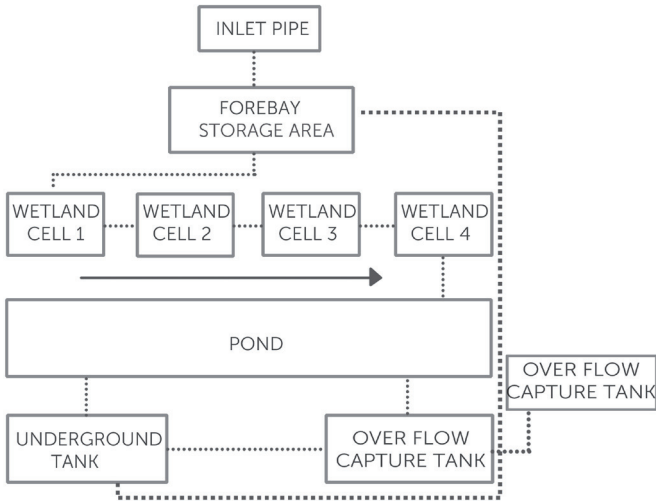 INLET PIPE
FOREBAY
STORAGE AREA
WETLAND
CELL 1
WETLAND
CELL 2
WETLAND
CELL 3
WETLAND
CELL 4
POND
OVER FLOW
CAPTURE TANK
UNDERGROUND
TANK
OVER FLOW
CAPTURE TANK